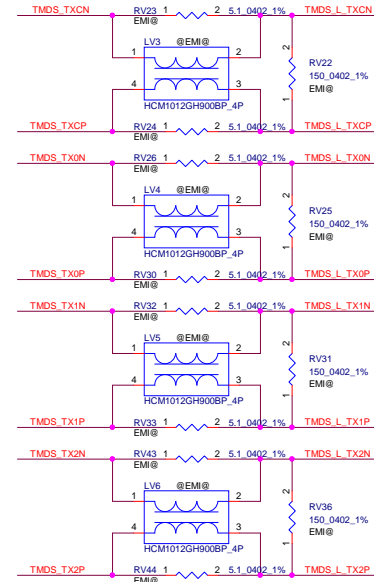 TMDS_TXCN RV23 1 2 5.1_0402_1% TMDS_L_TXCN
EMI@
LV3 @EMI@
1 2
2
RV22
150_0402_1%
EMI@
4 3
1
HCM1012GH900BP_4P
TMDS_TXCP RV24 1 2 5.1_0402_1% TMDS_L_TXCP
EMI@
TMDS_TX0N RV26 1 2 5.1_0402_1% TMDS_L_TX0N
EMI@
LV4 @EMI@
1 2
2
RV25
150_0402_1%
EMI@
4 3
1
HCM1012GH900BP_4P
TMDS_TX0P RV30 1 2 5.1_0402_1% TMDS_L_TX0P
EMI@
TMDS_TX1N RV32 1 2 5.1_0402_1% TMDS_L_TX1N
EMI@
LV5 @EMI@
1 2
2
RV31
150_0402_1%
EMI@
4 3
1
HCM1012GH900BP_4P
TMDS_TX1P RV33 1 2 5.1_0402_1% TMDS_L_TX1P
EMI@
TMDS_TX2N RV43 1 2 5.1_0402_1% TMDS_L_TX2N
EMI@
LV6 @EMI@
1 2
2
RV36
150_0402_1%
EMI@
4 3
1
HCM1012GH900BP_4P
TMDS_TX2P RV44 1 2 5.1_0402_1% TMDS_L_TX2P
EMI@